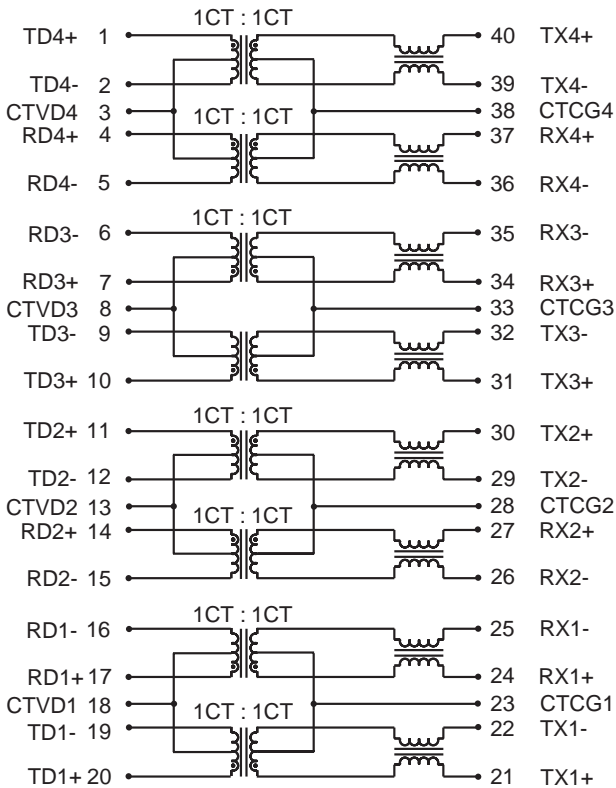 1CT : 1CT
TD4+ 1 40 TX4+
TD4- 2 39 TX4-
CTVD4 3 1CT : 1CT 38 CTCG4
RD4+ 4 37 RX4+
RD4- 5 36 RX4-
1CT : 1CT
RD3- 6 35 RX3-
RD3+ 7 34 RX3+
CTVD3 8 1CT : 1CT 33 CTCG3
TD3- 9 32 TX3-
TD3+ 10 31 TX3+
1CT : 1CT
TD2+ 11 30 TX2+
TD2- 12 29 TX2-
CTVD2 13 1CT : 1CT 28 CTCG2
RD2+ 14 27 RX2+
RD2- 15 26 RX2-
1CT : 1CT
RD1- 16 25 RX1-
RD1+ 17 24 RX1+
CTVD1 18 1CT : 1CT 23 CTCG1
TD1- 19 22 TX1-
TD1+ 20 21 TX1+